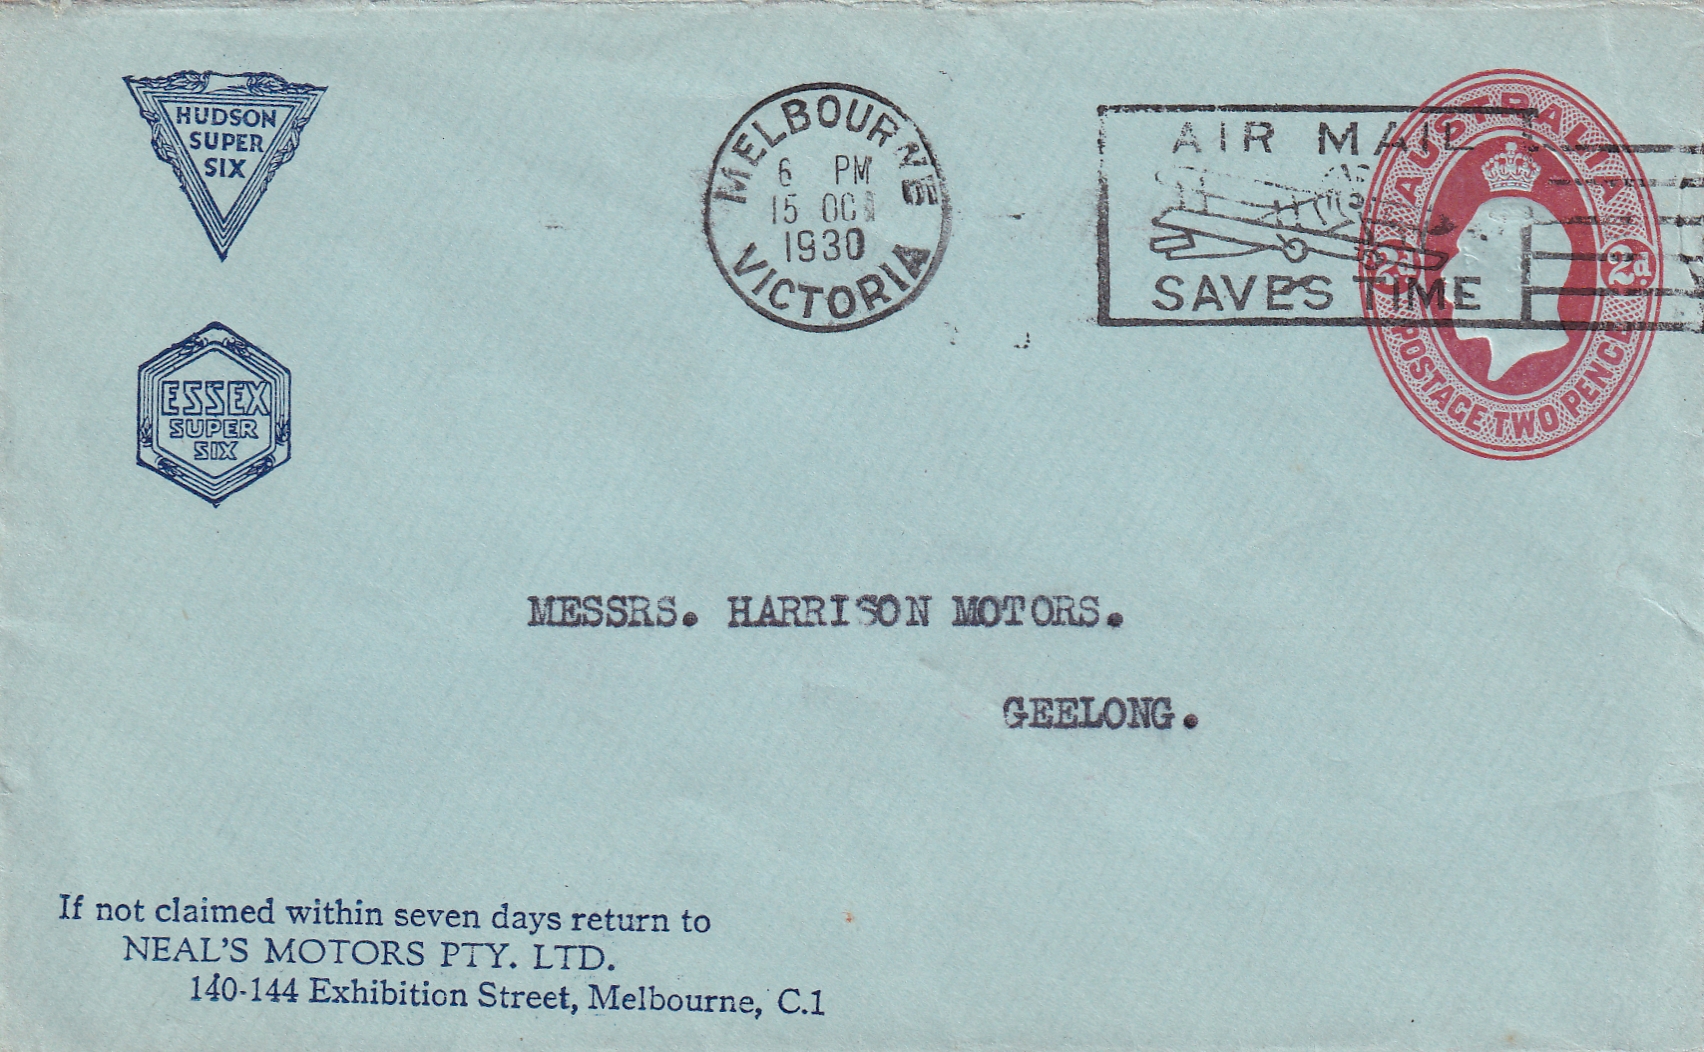 HUDSON
SUPER
SIX
MELBOURNE
6 PM
15 OC
1930
VICTORIA
AIR MAIL
SAVES TIME
AUSTRALIA
2d 2d
POSTAGE TWO PENCE
ESSEX
SUPER
SIX
MESSRS. HARRISON MOTORS.
GEELONG.
If not claimed within seven days return to
NEAL'S MOTORS PTY. LTD.
140-144 Exhibition Street, Melbourne, C.1